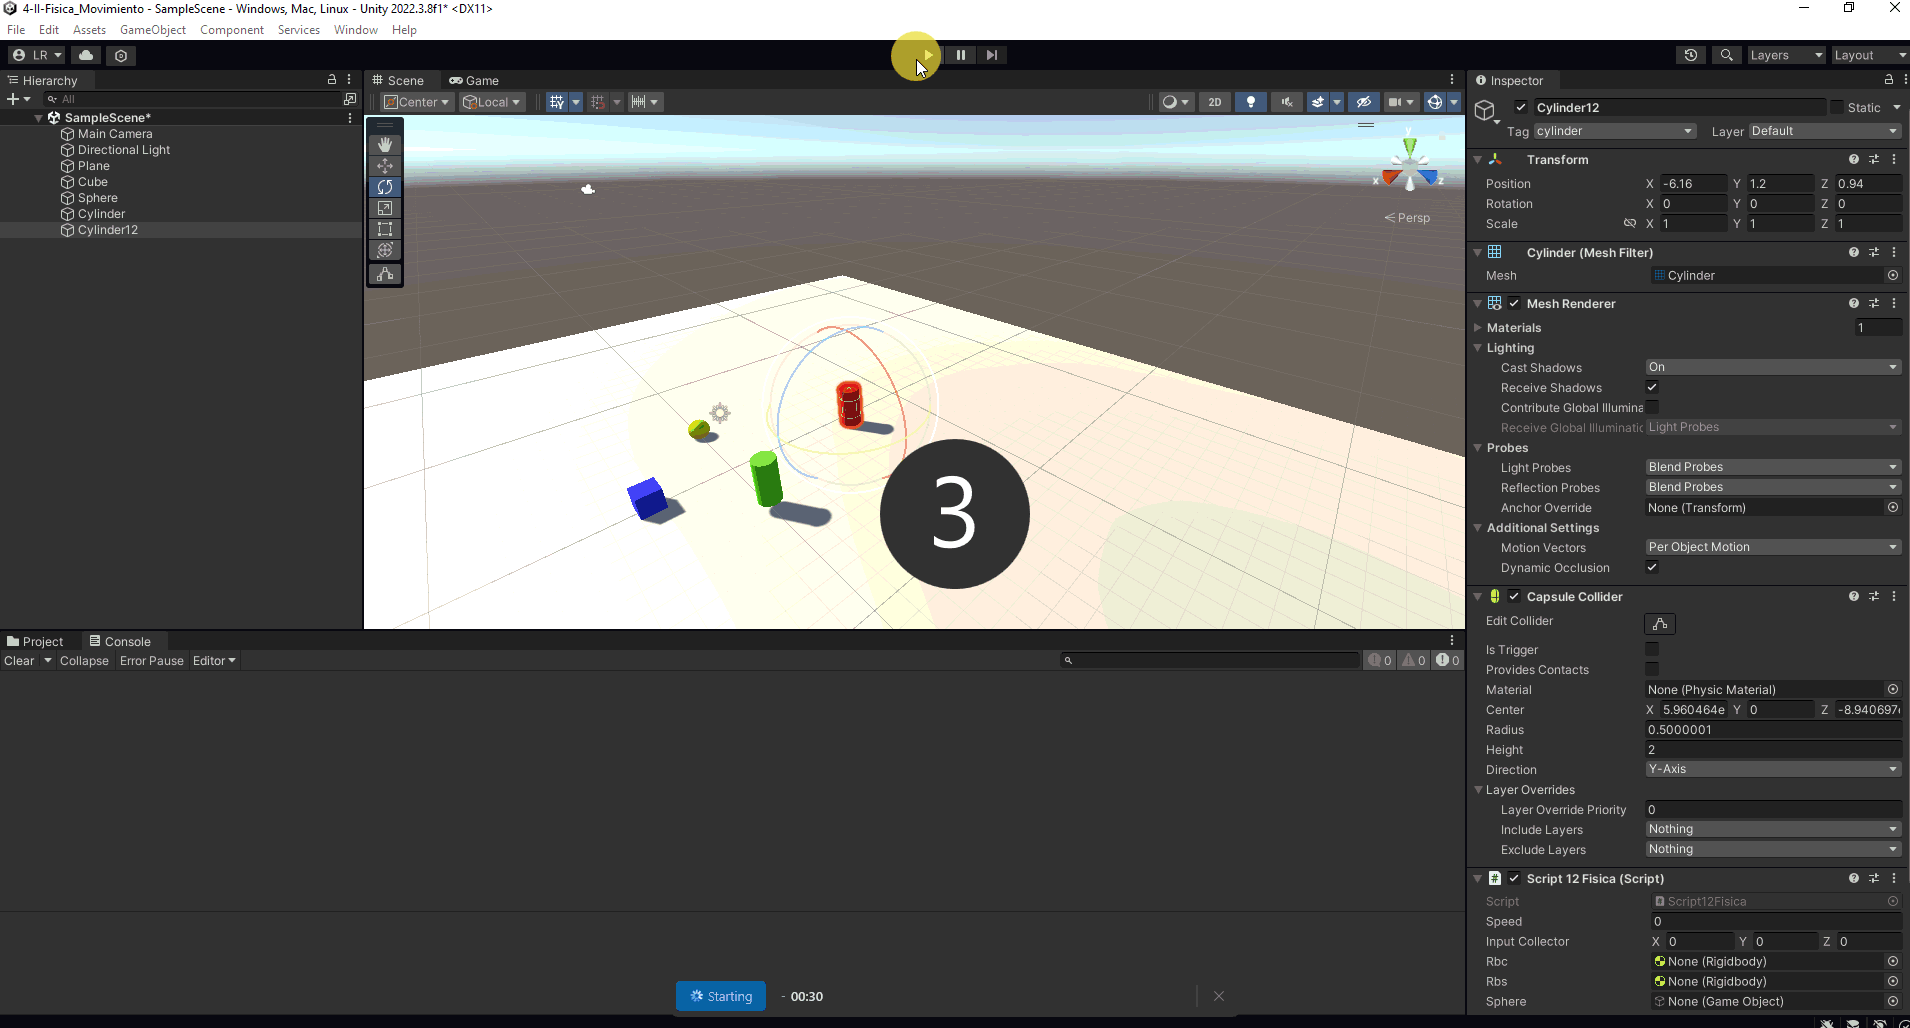 4-II-Fisica_Movimiento - SampleScene - Windows, Mac, Linux - Unity 2022.3.8f1* <DX11>
File Edit Assets GameObject Component Services Window Help
LR Layers Layout
Hierarchy
All
SampleScene*
Main Camera
Directional Light
Plane
Cube
Sphere
Cylinder
Cylinder12
Scene Game
Center Local 2D
y
x z
Persp
3
Project Console
Clear Collapse Error Pause Editor 0 0 0
Starting - 00:30
Inspector
Cylinder12 Static
Tag cylinder Layer Default
Transform
Position X -6.16 Y 1.2 Z 0.94
Rotation X 0 Y 0 Z 0
Scale X 1 Y 1 Z 1
Cylinder (Mesh Filter)
Mesh Cylinder
Mesh Renderer
Materials 1
Lighting
Cast Shadows On
Receive Shadows
Contribute Global Illumina
Receive Global Illuminatic Light Probes
Probes
Light Probes Blend Probes
Reflection Probes Blend Probes
Anchor Override None (Transform)
Additional Settings
Motion Vectors Per Object Motion
Dynamic Occlusion
Capsule Collider
Edit Collider
Is Trigger
Provides Contacts
Material None (Physic Material)
Center X 5.960464e Y 0 Z -8.940697
Radius 0.5000001
Height 2
Direction Y-Axis
Layer Overrides
Layer Override Priority 0
Include Layers Nothing
Exclude Layers Nothing
Script 12 Fisica (Script)
Script Script12Fisica
Speed 0
Input Collector X 0 Y 0 Z 0
Rbc None (Rigidbody)
Rbs None (Rigidbody)
Sphere None (Game Object)